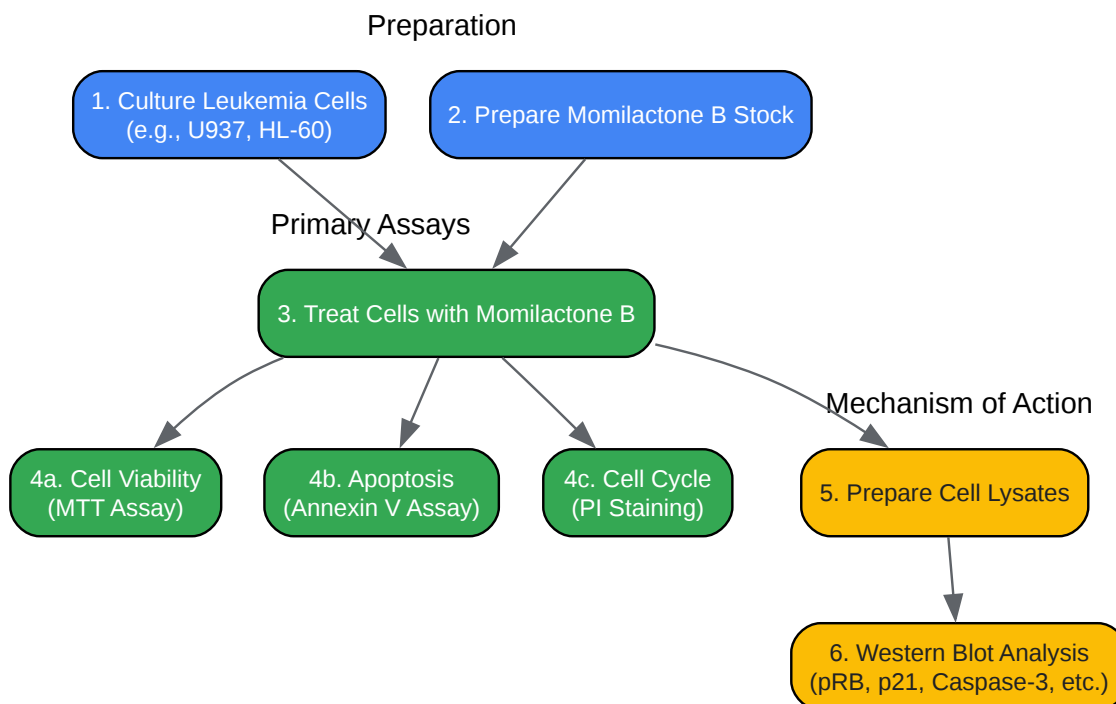 Preparation
1. Culture Leukemia Cells
(e.g., U937, HL-60)
2. Prepare Momilactone B Stock
Primary Assays
3. Treat Cells with Momilactone B
Mechanism of Action
4a. Cell Viability
(MTT Assay)
4b. Apoptosis
(Annexin V Assay)
4c. Cell Cycle
(PI Staining)
5. Prepare Cell Lysates
6. Western Blot Analysis
(pRB, p21, Caspase-3, etc.)